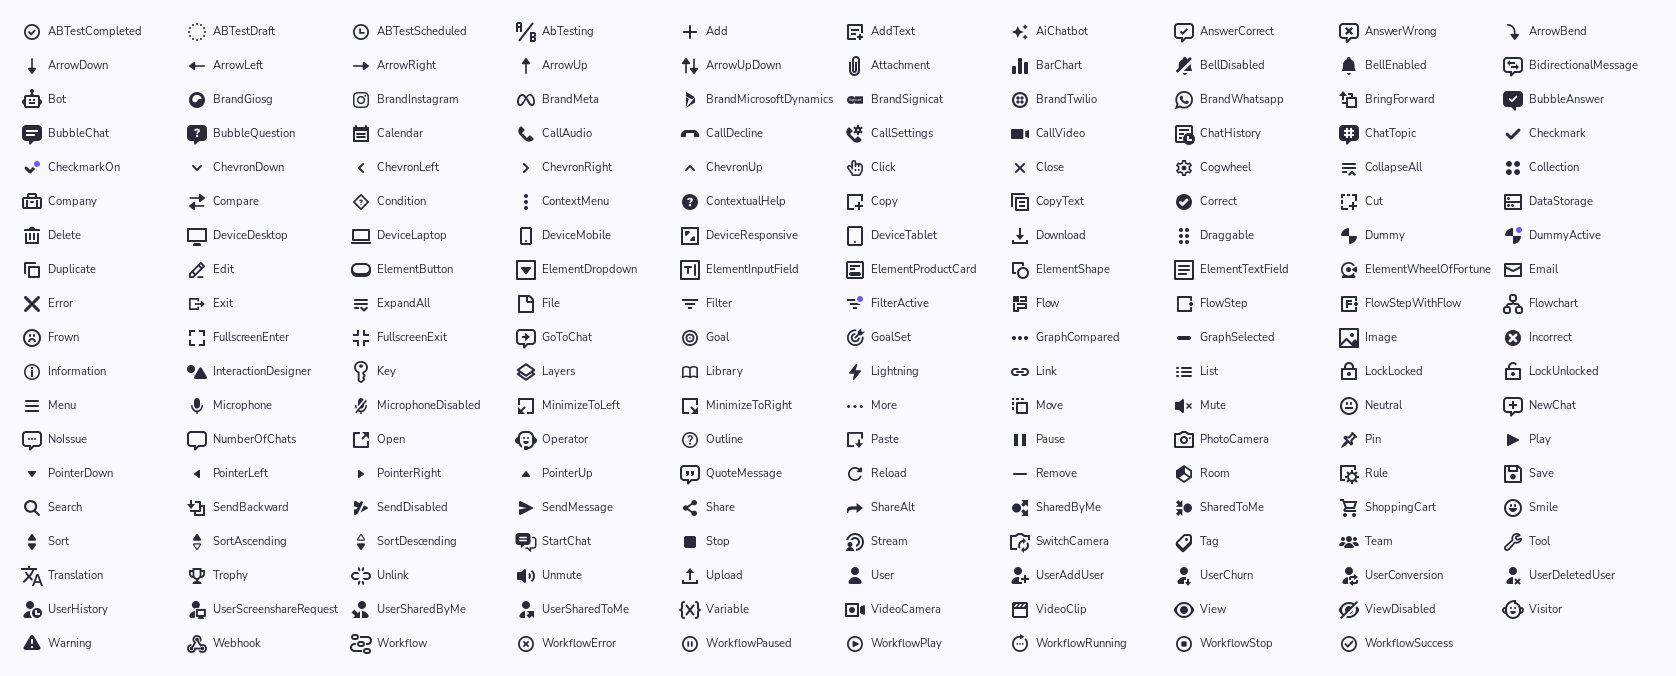 ABTestCompleted ABTestDraft ABTestScheduled AbTesting Add AddText AiChatbot AnswerCorrect AnswerWrong ArrowBend
ArrowDown ArrowLeft ArrowRight ArrowUp ArrowUpDown Attachment BarChart BellDisabled BellEnabled BidirectionalMessage
Bot BrandGiosg BrandInstagram BrandMeta BrandMicrosoftDynamics BrandSignicat BrandTwilio BrandWhatsapp BringForward BubbleAnswer
BubbleChat BubbleQuestion Calendar CallAudio CallDecline CallSettings CallVideo ChatHistory ChatTopic Checkmark
CheckmarkOn ChevronDown ChevronLeft ChevronRight ChevronUp Click Close Cogwheel CollapseAll Collection
Company Compare Condition ContextMenu ContextualHelp Copy CopyText Correct Cut DataStorage
Delete DeviceDesktop DeviceLaptop DeviceMobile DeviceResponsive DeviceTablet Download Draggable Dummy DummyActive
Duplicate Edit ElementButton ElementDropdown ElementInputField ElementProductCard ElementShape ElementTextField ElementWheelOfFortune Email
Error Exit ExpandAll File Filter FilterActive Flow FlowStep FlowStepWithFlow Flowchart
Frown FullscreenEnter FullscreenExit GoToChat Goal GoalSet GraphCompared GraphSelected Image Incorrect
Information InteractionDesigner Key Layers Library Lightning Link List LockLocked LockUnlocked
Menu Microphone MicrophoneDisabled MinimizeToLeft MinimizeToRight More Move Mute Neutral NewChat
NoIssue NumberOfChats Open Operator Outline Paste Pause PhotoCamera Pin Play
PointerDown PointerLeft PointerRight PointerUp QuoteMessage Reload Remove Room Rule Save
Search SendBackward SendDisabled SendMessage Share ShareAlt SharedByMe SharedToMe ShoppingCart Smile
Sort SortAscending SortDescending StartChat Stop Stream SwitchCamera Tag Team Tool
Translation Trophy Unlink Unmute Upload User UserAddUser UserChurn UserConversion UserDeletedUser
UserHistory UserScreenshareRequest UserSharedByMe UserSharedToMe Variable VideoCamera VideoClip View ViewDisabled Visitor
Warning Webhook Workflow WorkflowError WorkflowPaused WorkflowPlay WorkflowRunning WorkflowStop WorkflowSuccess